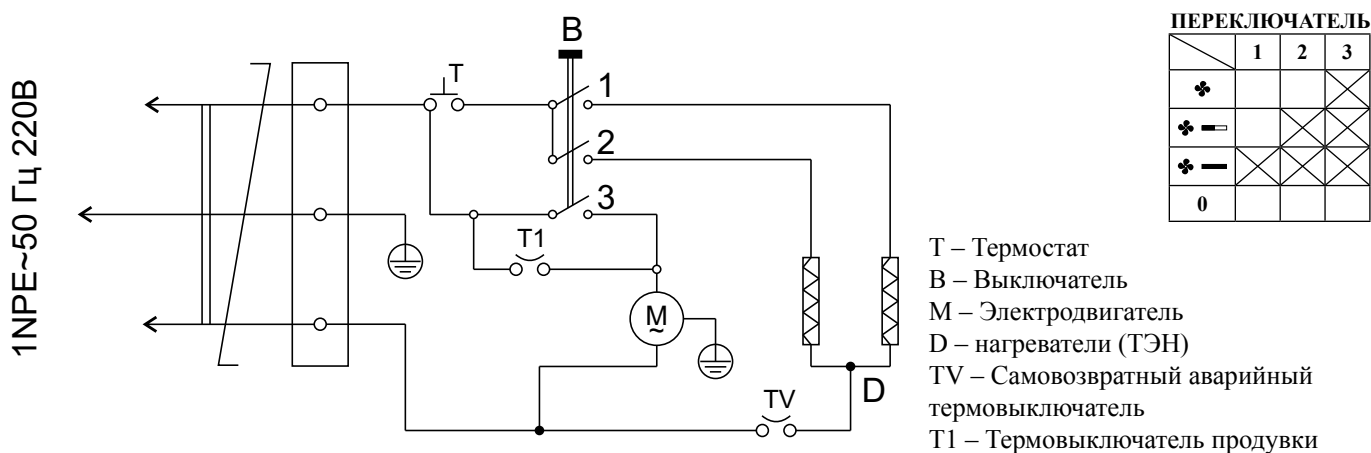 1NPE~50 Гц 220В
B
T
1
2
3
T1
M
~
TV
D
ПЕРЕКЛЮЧАТЕЛЬ
1 2 3
0
T – Термостат
В – Выключатель
М – Электродвигатель
D – нагреватели (ТЭН)
TV – Самовозвратный аварийный
термовыключатель
T1 – Термовыключатель продувки